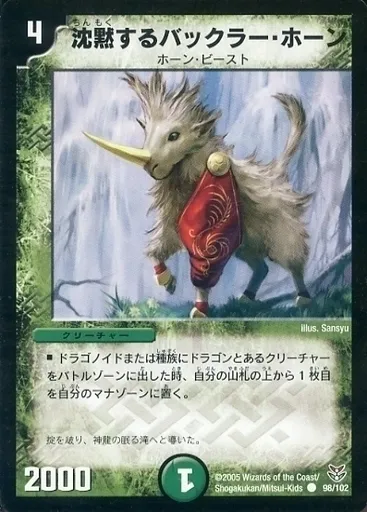 4
沈黙するバックラー・ホーン
ホーン・ビースト
illus. Sansyu
クリーチャー
■ ドラゴノイドまたは種族にドラゴンとあるクリーチャー
をバトルゾーンに出した時、自分の山札の上から1枚目
を自分のマナゾーンに置く。
掟を破り、神龍の眠る滝へと導いた。
2000
1
©2005 Wizards of the Coast/
Shogakukan/Mitsui-Kids ● 98/102